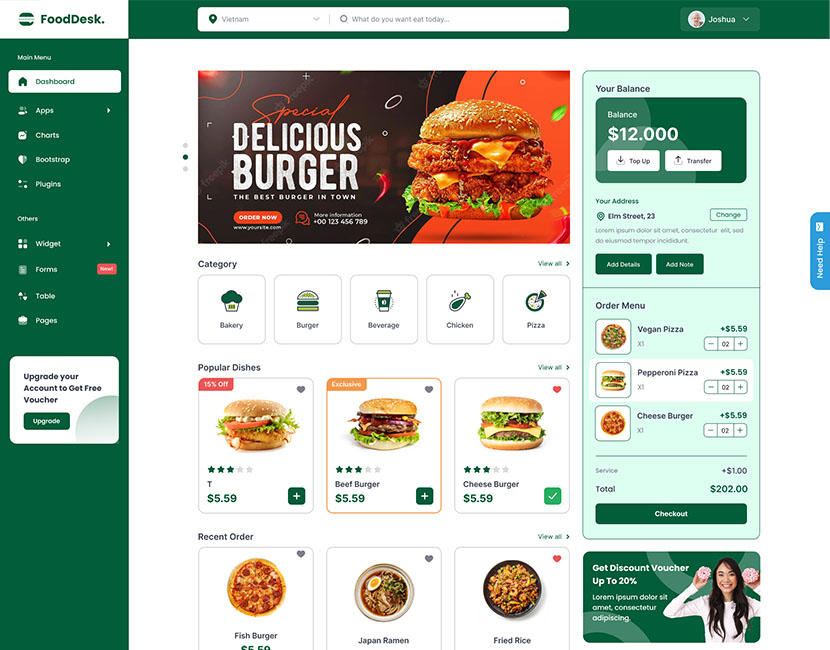 FoodDesk.
Vietnam
What do you want eat today...
Joshua
Main Menu
Dashboard
Apps
Charts
Bootstrop
Plugins
Others
Widget
Forms
New!
Table
Pages
Upgrade your
Account to Get Free
Voucher
Upgrade
Special
DELICIOUS
BURGER
THE BEST BURGER IN TOWN
ORDER NOW
www.yoursite.com
More information
+00 123 456 789
Category
View all
Bakery
Burger
Beverage
Chicken
Pizza
Popular Dishes
View all
15% Off
T
$5.59
Exclusive
Beef Burger
$5.59
Cheese Burger
$5.59
Recent Order
View all
Fish Burger
$5.59
Japan Ramen
Fried Rice
Your Balance
Balance
$12.000
Top Up
Transfer
Your Address
Elm Street, 23
Change
Lorem ipsum dolor sit amet, consectetur elit, sed
do eiusmod tempor incididunt.
Add Details
Add Note
Order Menu
Vegan Pizza
+$5.59
X1
02
Pepperoni Pizza
+$5.59
X1
02
Cheese Burger
+$5.59
X1
02
Service
+$1.00
Total
$202.00
Checkout
Get Discount Voucher
Up To 20%
Lorem ipsum dolor sit
amet, consectetur
adipiscing.
Need Help